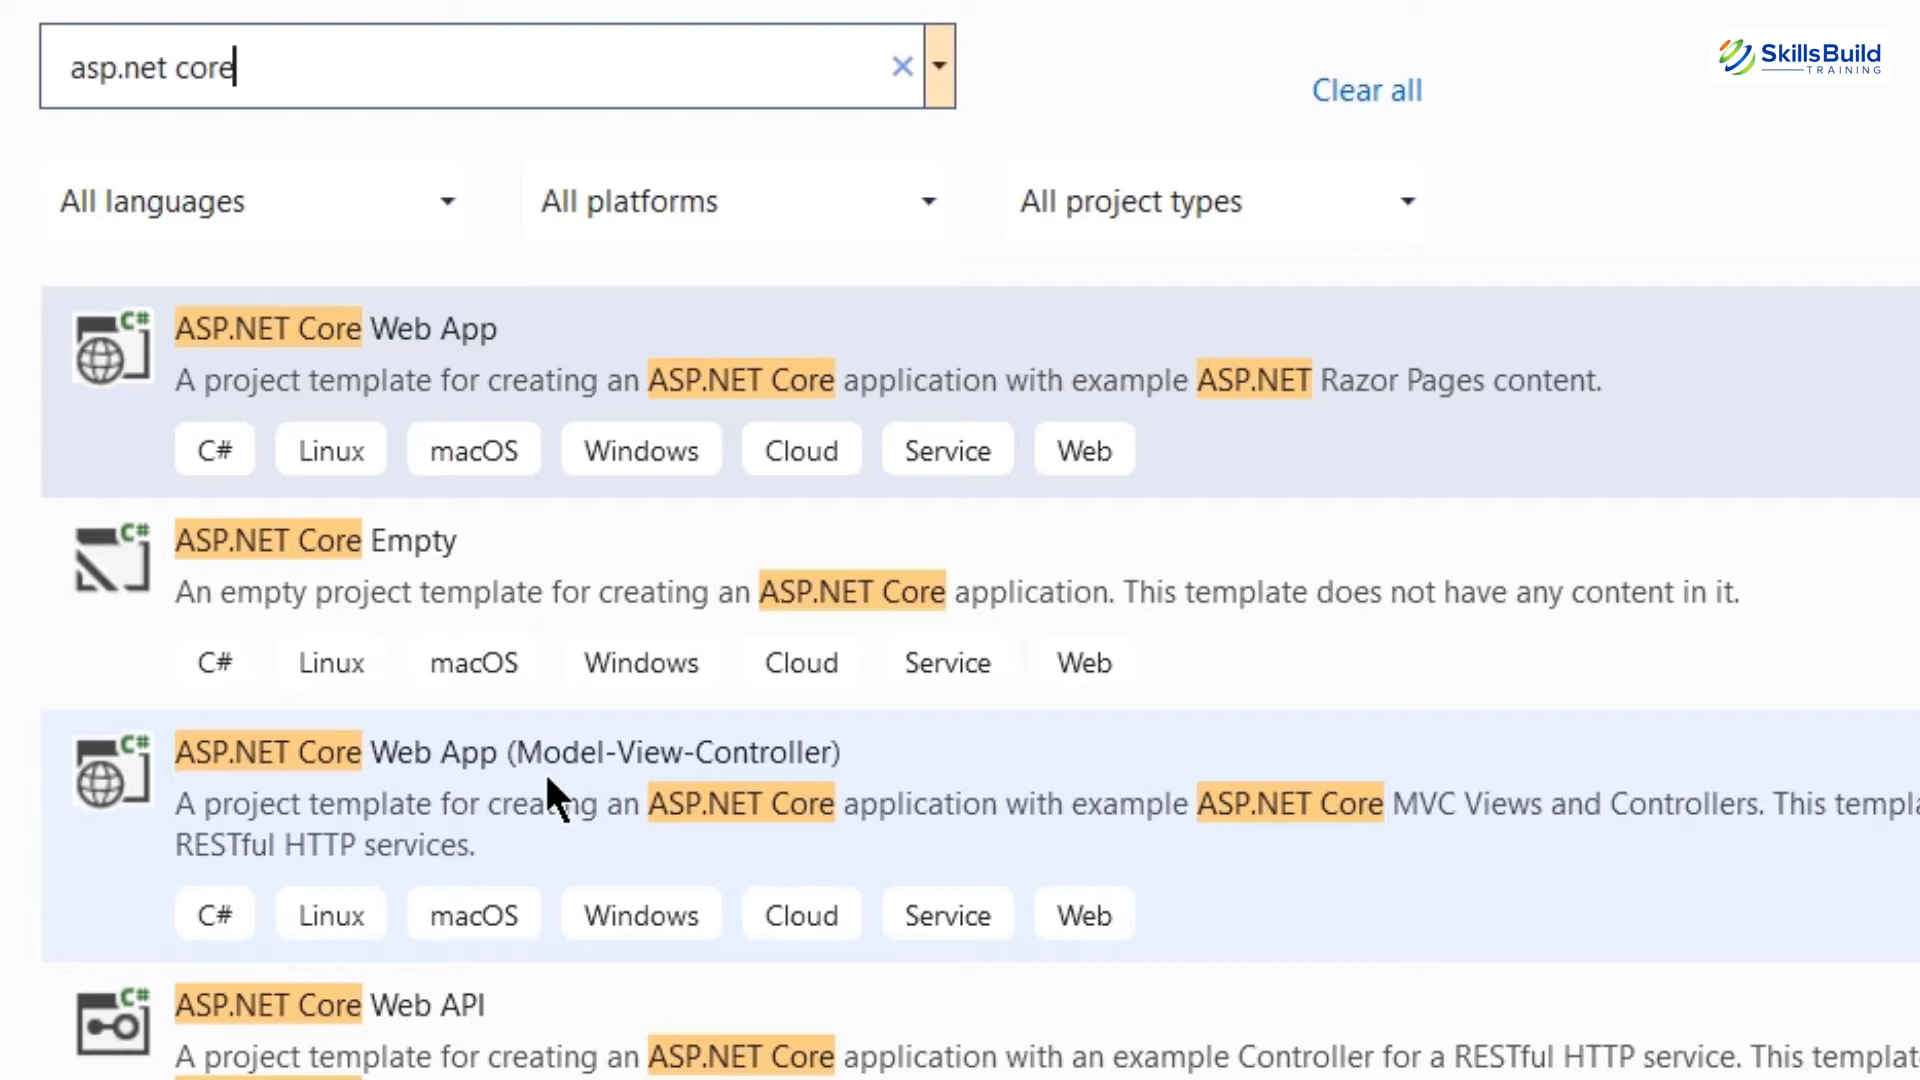 asp.net core
SkillsBuild
TRAINING
Clear all
All languages
All platforms
All project types
C#
ASP.NET Core Web App
A project template for creating an ASP.NET Core application with example ASP.NET Razor Pages content.
C# Linux macOS Windows Cloud Service Web
C#
ASP.NET Core Empty
An empty project template for creating an ASP.NET Core application. This template does not have any content in it.
C# Linux macOS Windows Cloud Service Web
C#
ASP.NET Core Web App (Model-View-Controller)
A project template for creating an ASP.NET Core application with example ASP.NET Core MVC Views and Controllers. This templa
RESTful HTTP services.
C# Linux macOS Windows Cloud Service Web
C#
ASP.NET Core Web API
A project template for creating an ASP.NET Core application with an example Controller for a RESTful HTTP service. This templat